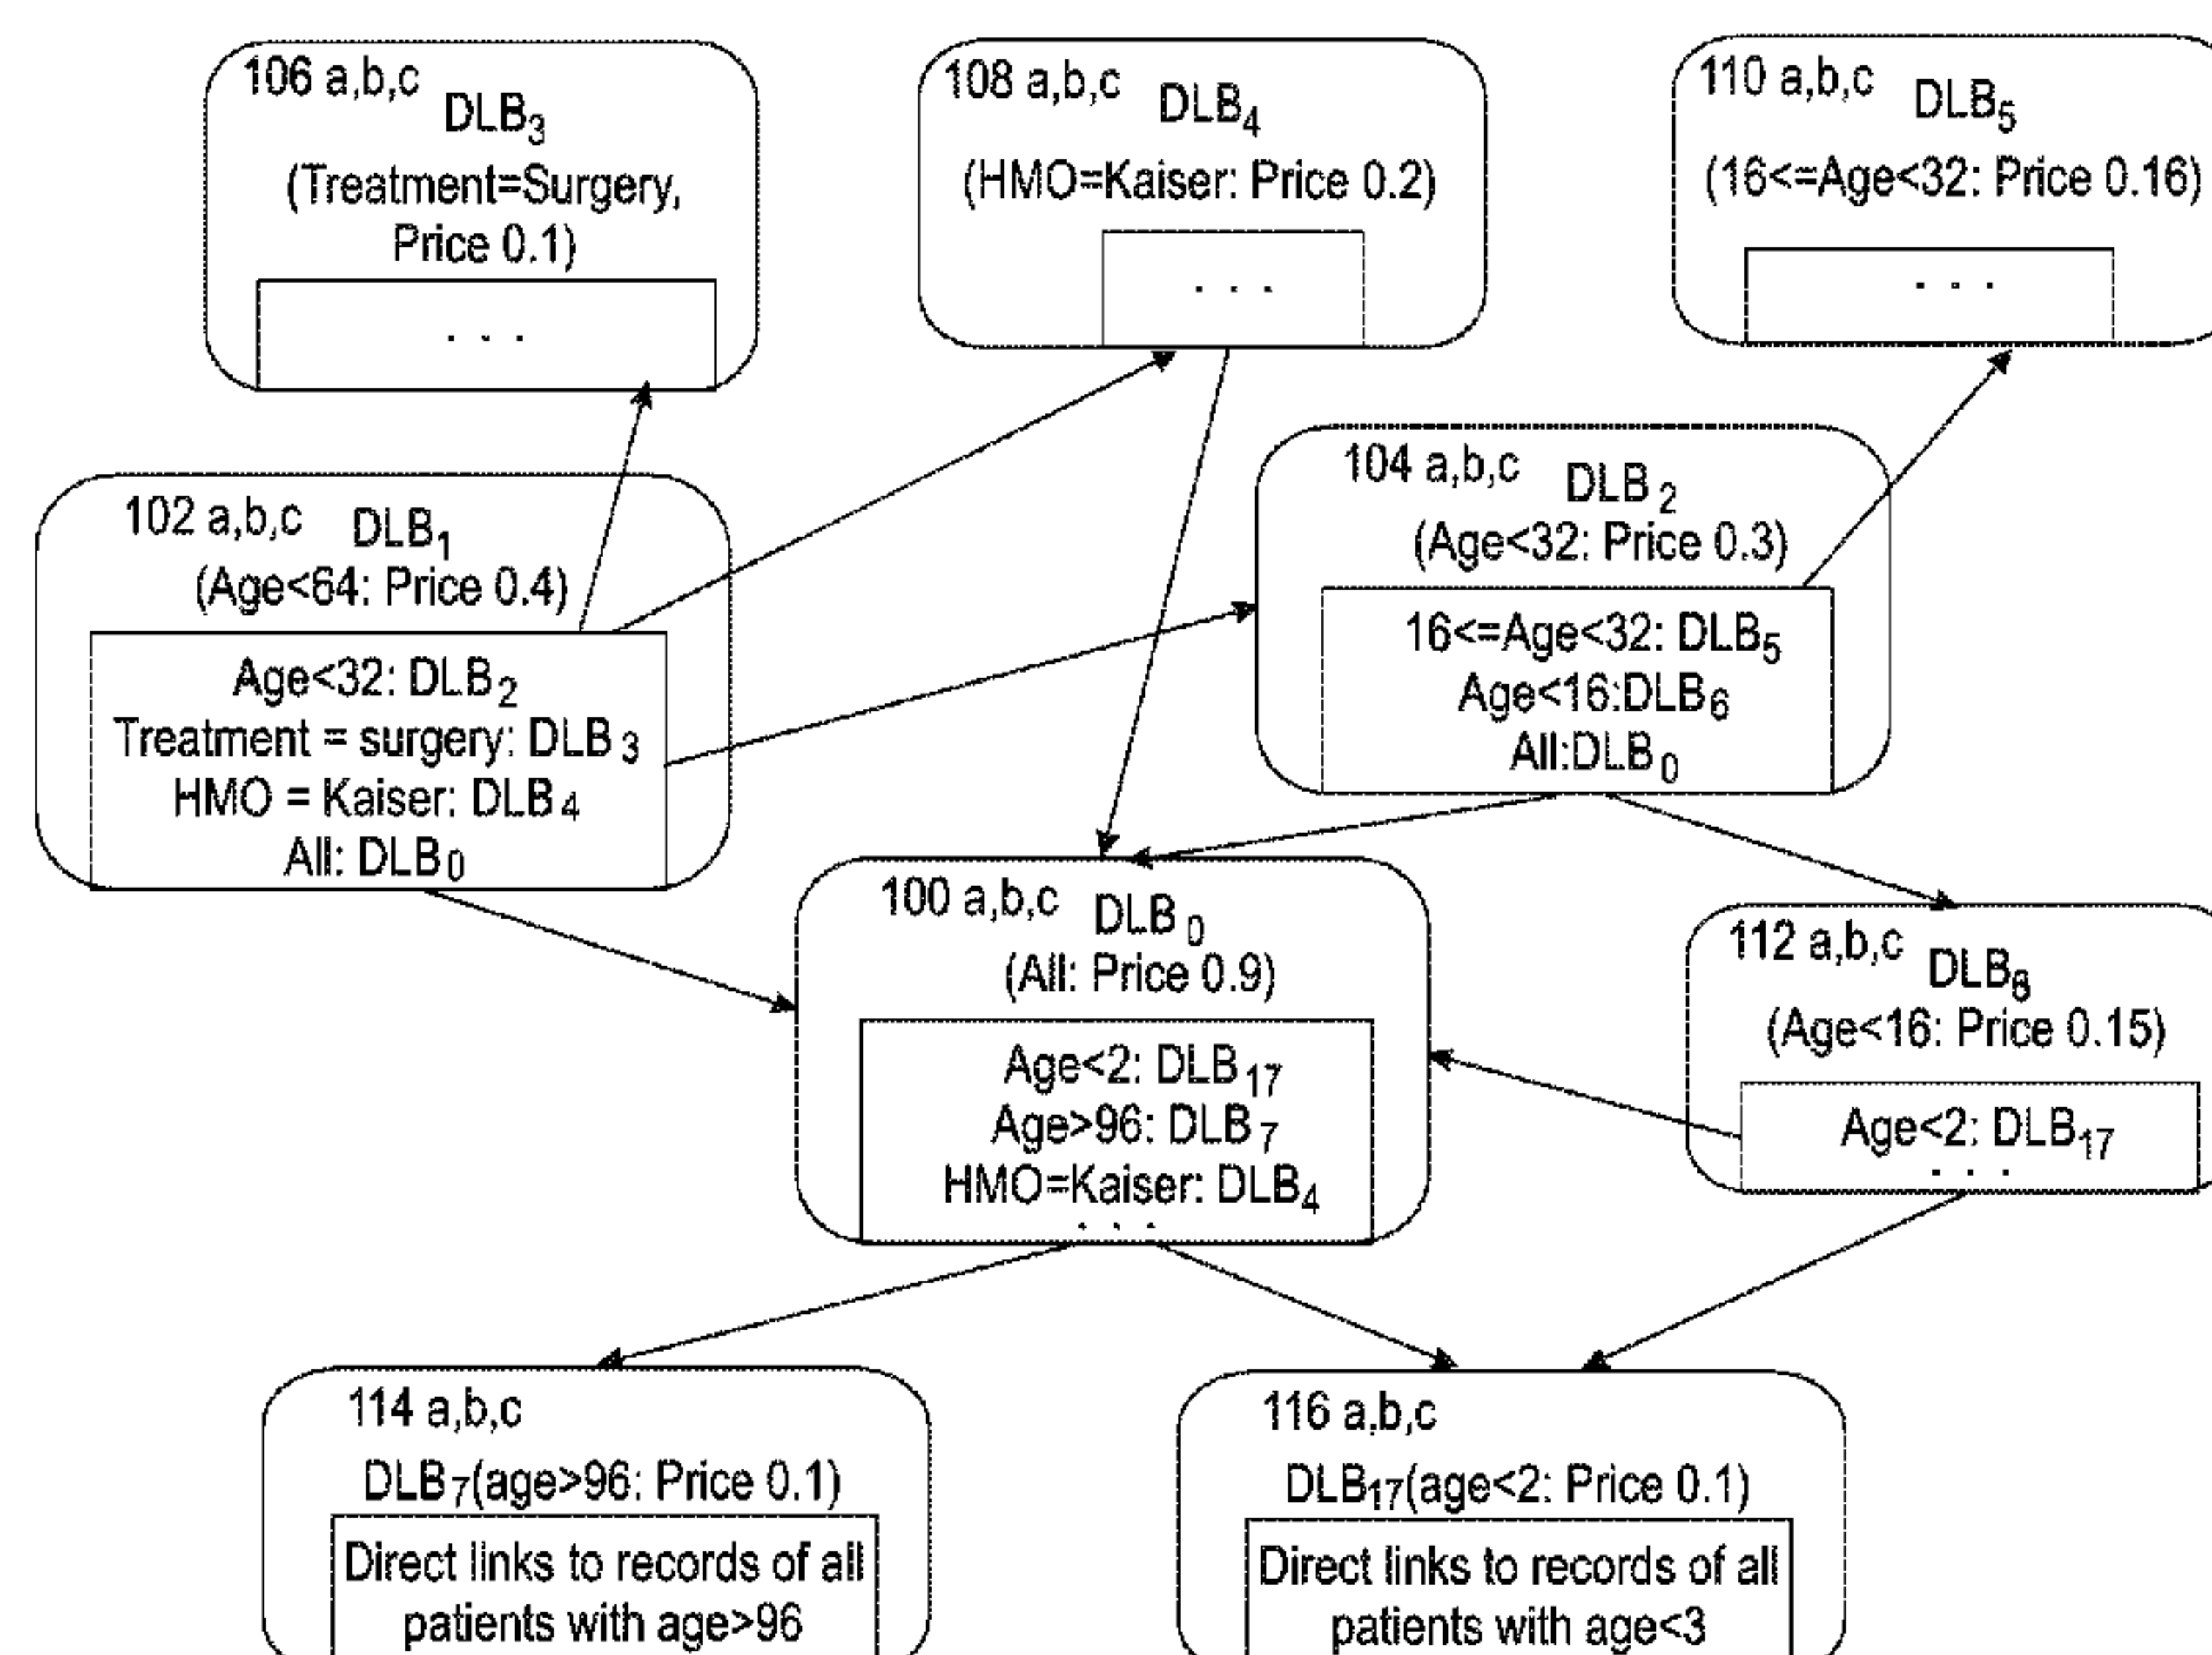 106 a,b,c DLB3
(Treatment=Surgery,
Price 0.1)
. . .
108 a,b,c DLB4
(HMO=Kaiser: Price 0.2)
. . .
110 a,b,c DLB5
(16<=Age<32: Price 0.16)
. . .
102 a,b,c DLB1
(Age<64: Price 0.4)
Age<32: DLB2
Treatment = surgery: DLB3
HMO = Kaiser: DLB4
All: DLB0
104 a,b,c DLB2
(Age<32: Price 0.3)
16<=Age<32: DLB5
Age<16:DLB6
All:DLB0
100 a,b,c DLB0
(All: Price 0.9)
Age<2: DLB17
Age>96: DLB7
HMO=Kaiser: DLB4
. . .
112 a,b,c DLB6
(Age<16: Price 0.15)
Age<2: DLB17
. . .
114 a,b,c
DLB7(age>96: Price 0.1)
Direct links to records of all
patients with age>96
116 a,b,c
DLB17(age<2: Price 0.1)
Direct links to records of all
patients with age<3